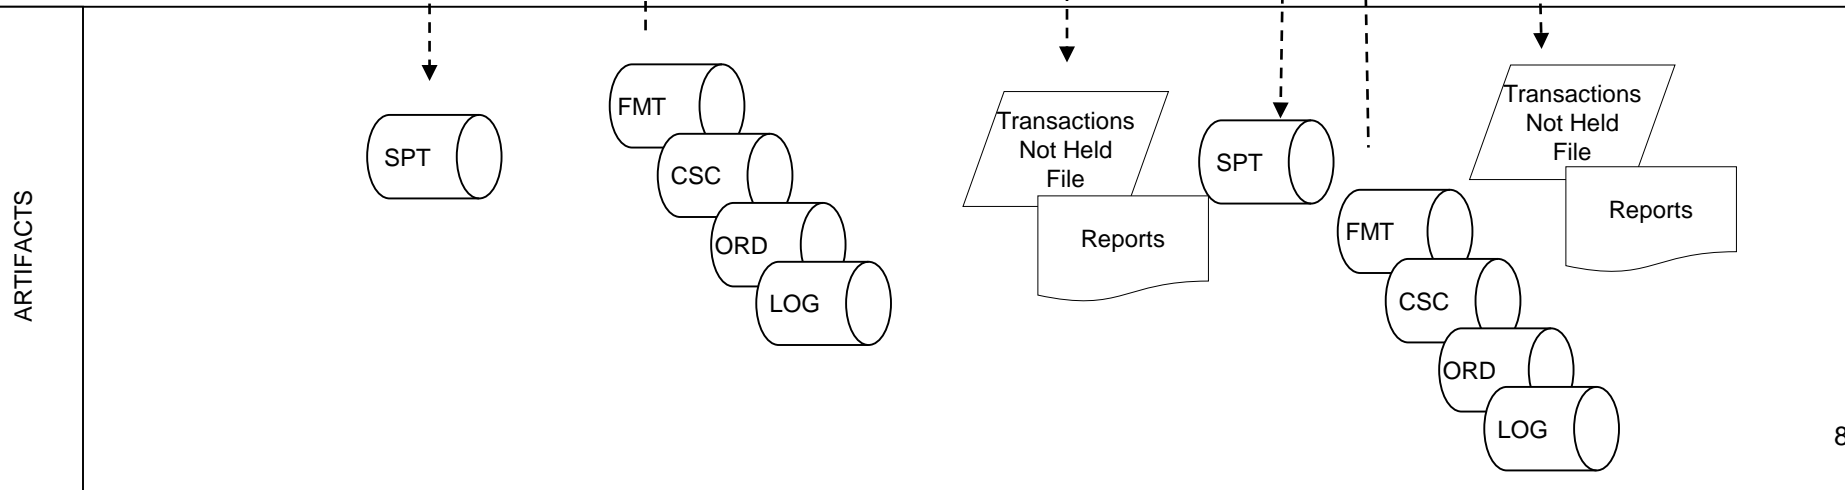 ARTIFACTS
SPT
FMT
CSC
ORD
LOG
Transactions
Not Held
File
Reports
SPT
FMT
CSC
ORD
LOG
Transactions
Not Held
File
Reports
8